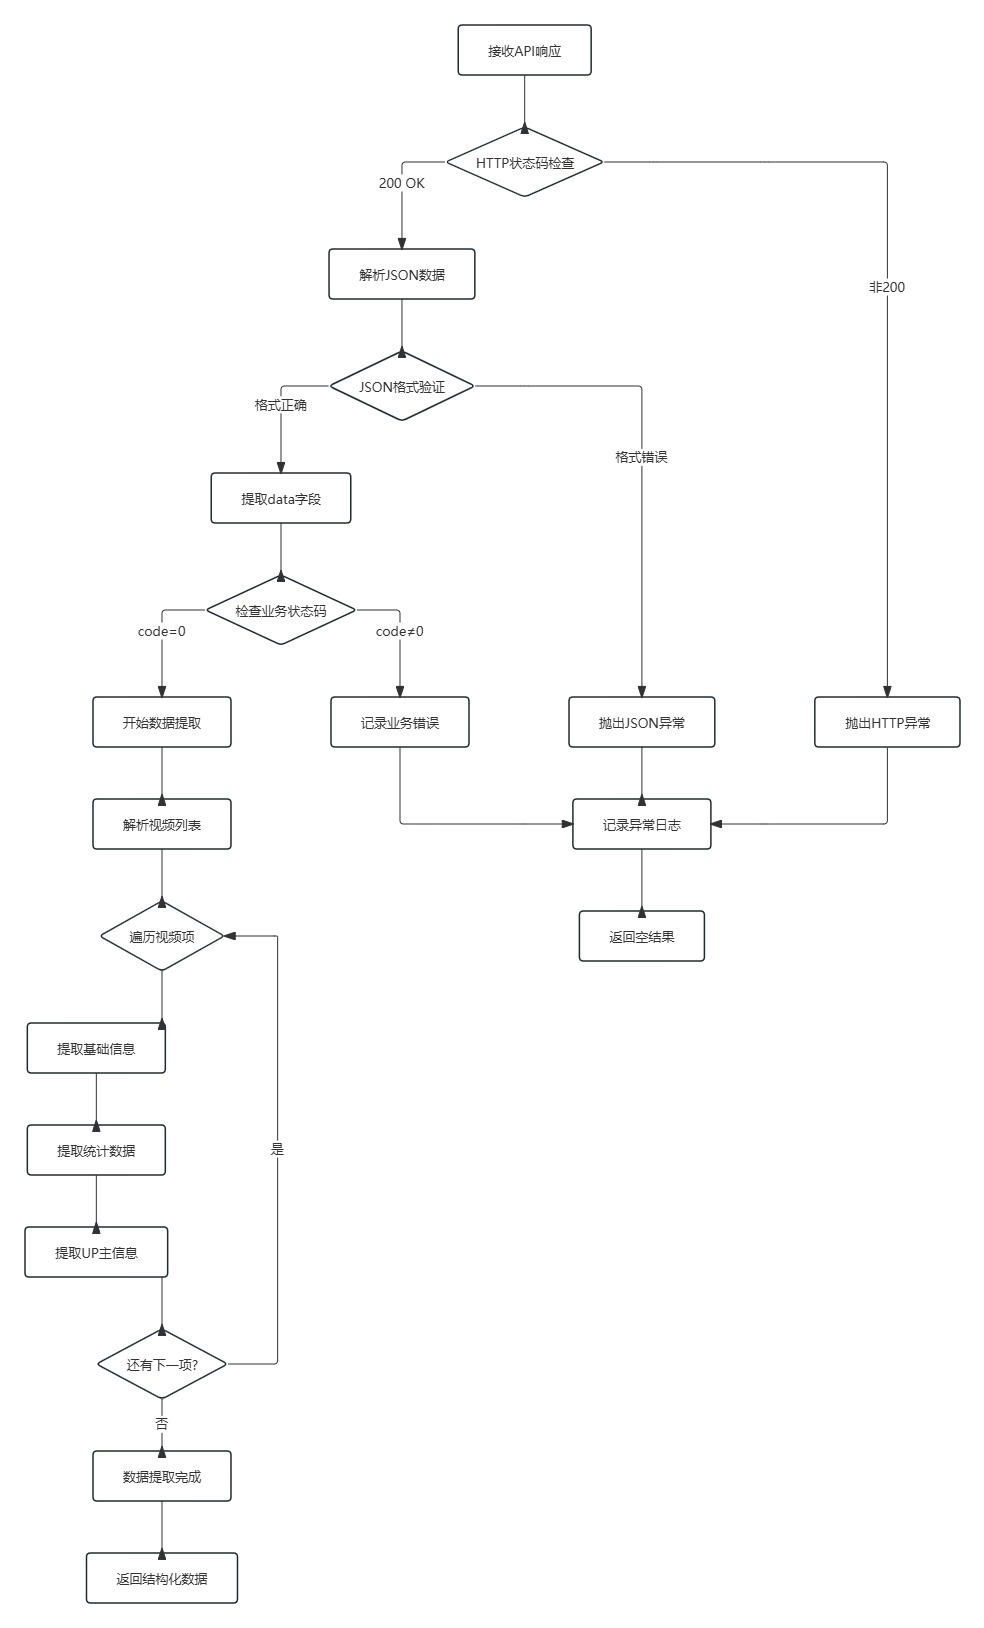 接收API响应
HTTP状态码检查
200 OK
解析JSON数据
非200
JSON格式验证
格式正确
格式错误
提取data字段
检查业务状态码
code=0
code≠0
开始数据提取
记录业务错误
抛出JSON异常
抛出HTTP异常
解析视频列表
记录异常日志
遍历视频项
返回空结果
提取基础信息
提取统计数据
是
提取UP主信息
还有下一项?
否
数据提取完成
返回结构化数据